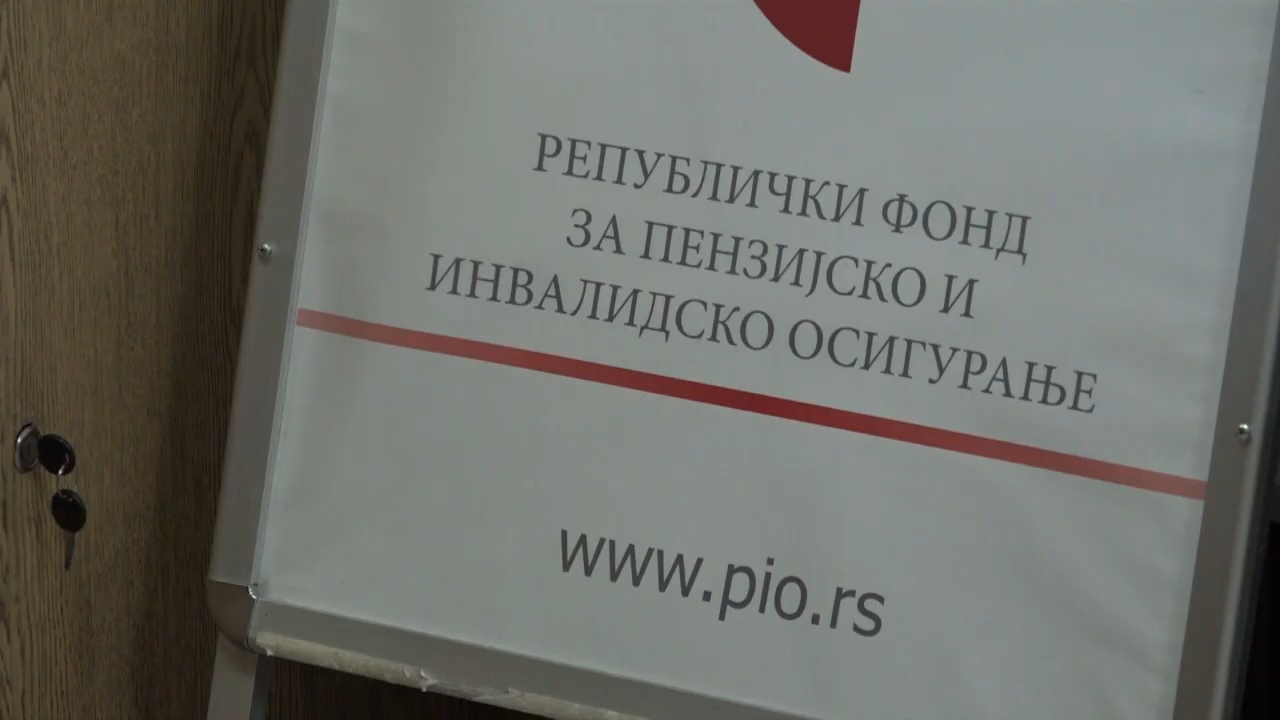 РЕПУБЛИЧКИ ФОНД
ЗА ПЕНЗИЈСКО И
ИНВАЛИДСКО ОСИГУРАЊЕ
www.pio.rs